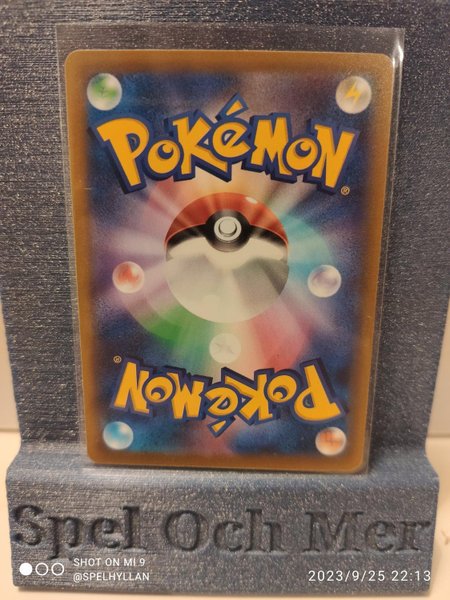 POKÉMON
®
®
POKÉMON
Spel Och Mer
SHOT ON MI 9
@SPELHYLLAN
2023/9/25 22:13